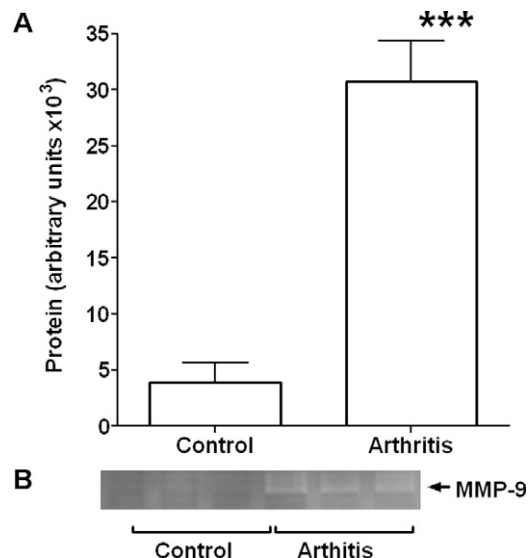 A
Protein (arbitrary units x10³)
35
30
25
20
15
10
5
0
***
Control Arthritis
B
MMP-9
Control Arthitis